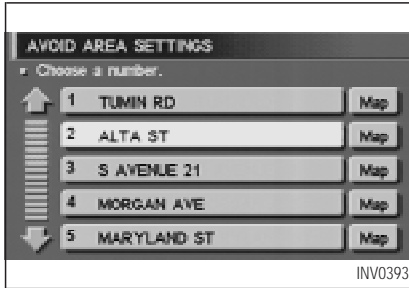 AVOID AREA SETTINGS
Choose a number.
1 TUMIN RD Map
2 ALTA ST Map
3 S AVENUE 21 Map
4 MORGAN AVE Map
5 MARYLAND ST Map
INV0393